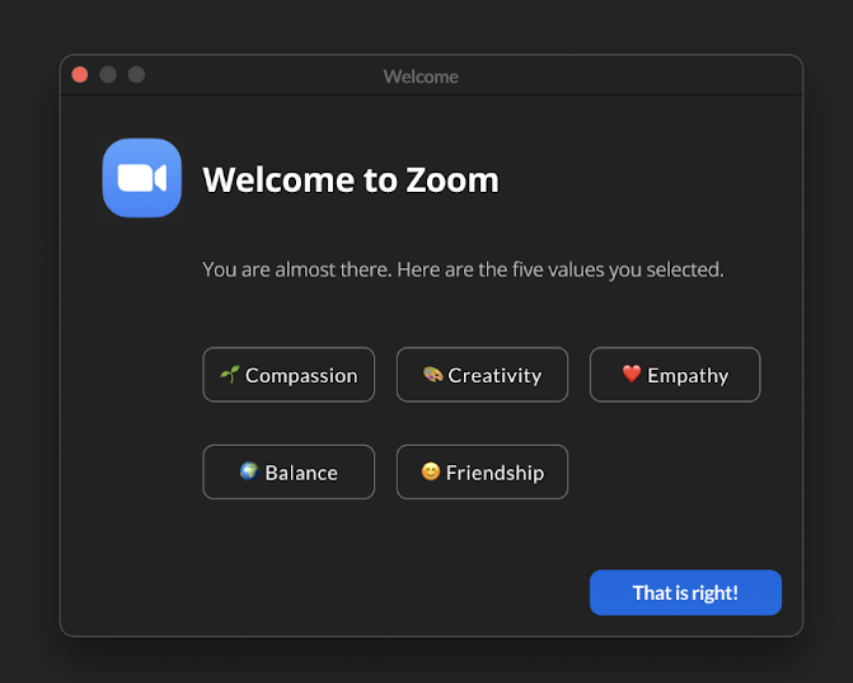 Welcome
Welcome to Zoom
You are almost there. Here are the five values you selected.
Compassion
Creativity
Empathy
Balance
Friendship
That is right!